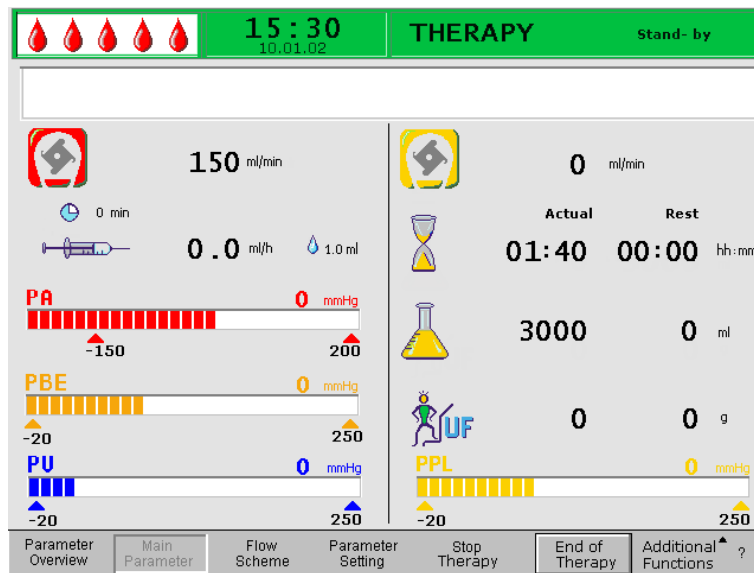 15:30 THERAPY Stand- by
10.01.02
150 ml/min
0 ml/min
0 min
Actual Rest
0.0 ml/h 1.0 ml
01:40 00:00 hh:mm
PA 0 mmHg
-150 200
3000 0 ml
PBE 0 mmHg
-20 250
UF 0 0 g
PV 0 mmHg
-20 250
PPL 0 mmHg
-20 250
Parameter Overview
Main Parameter
Flow Scheme
Parameter Setting
Stop Therapy
End of Therapy
Additional Functions ?